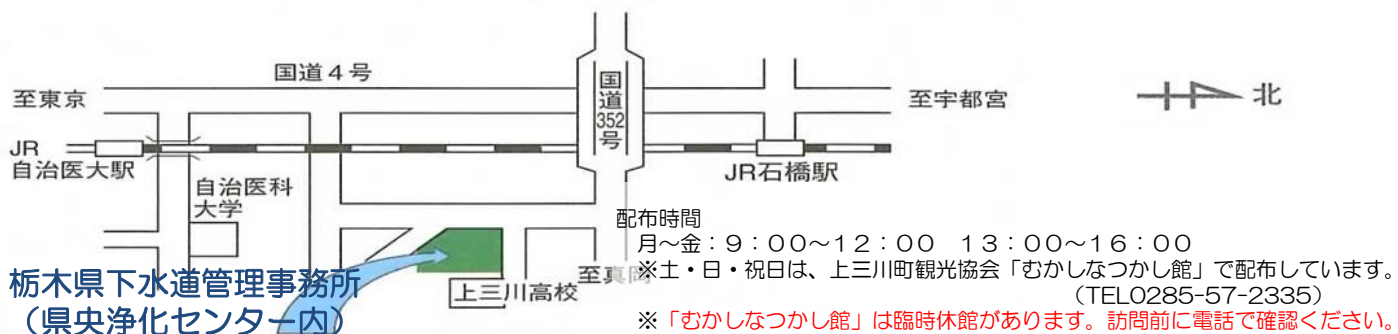 国道４号
至東京
国道352号
至宇都宮
北
JR
自治医大駅
JR石橋駅
自治医科
大学
配布時間
月～金：９：００～１２：００　１３：００～１６：００
※土・日・祝日は、上三川町観光協会「むかしなつかし館」で配布しています。
（TEL0285-57-2335）
※「むかしなつかし館」は臨時休館があります。訪問前に電話で確認ください。
至真岡
上三川高校
栃木県下水道管理事務所
（県央浄化センター内）